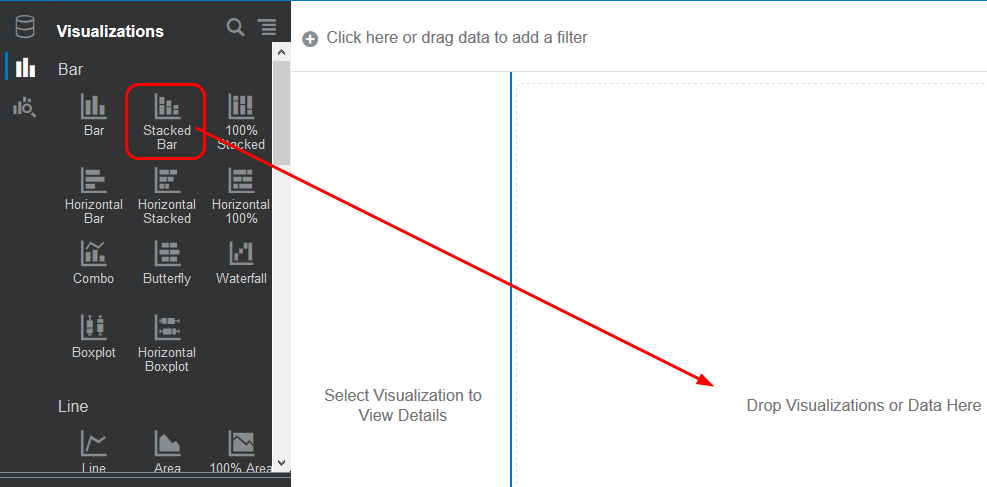 Visualizations
Click here or drag data to add a filter
Bar
Bar
Stacked
Bar
100%
Stacked
Horizontal
Bar
Horizontal
Stacked
Horizontal
100%
Combo
Butterfly
Waterfall
Boxplot
Horizontal
Boxplot
Line
Line
Area
100% Area
Select Visualization to
View Details
Drop Visualizations or Data Here